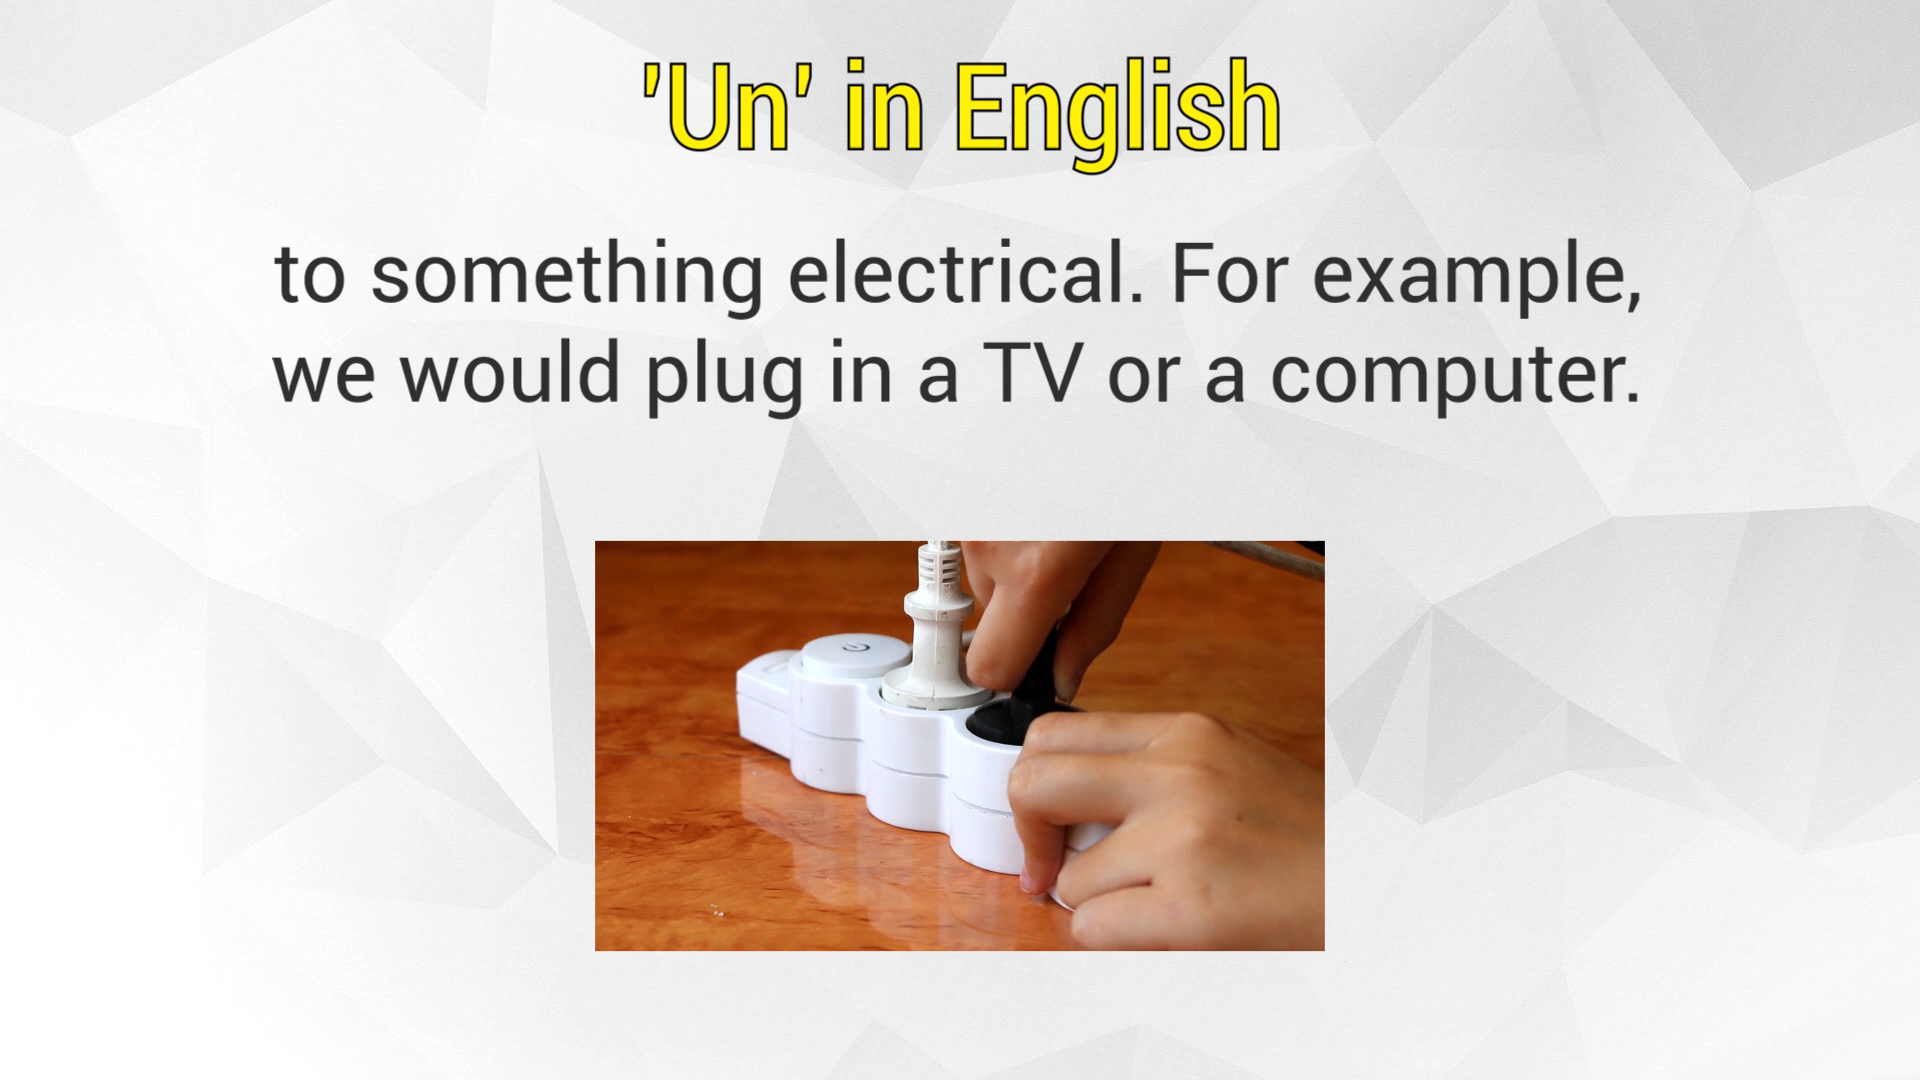 'Un' in English
to something electrical. For example,
we would plug in a TV or a computer.